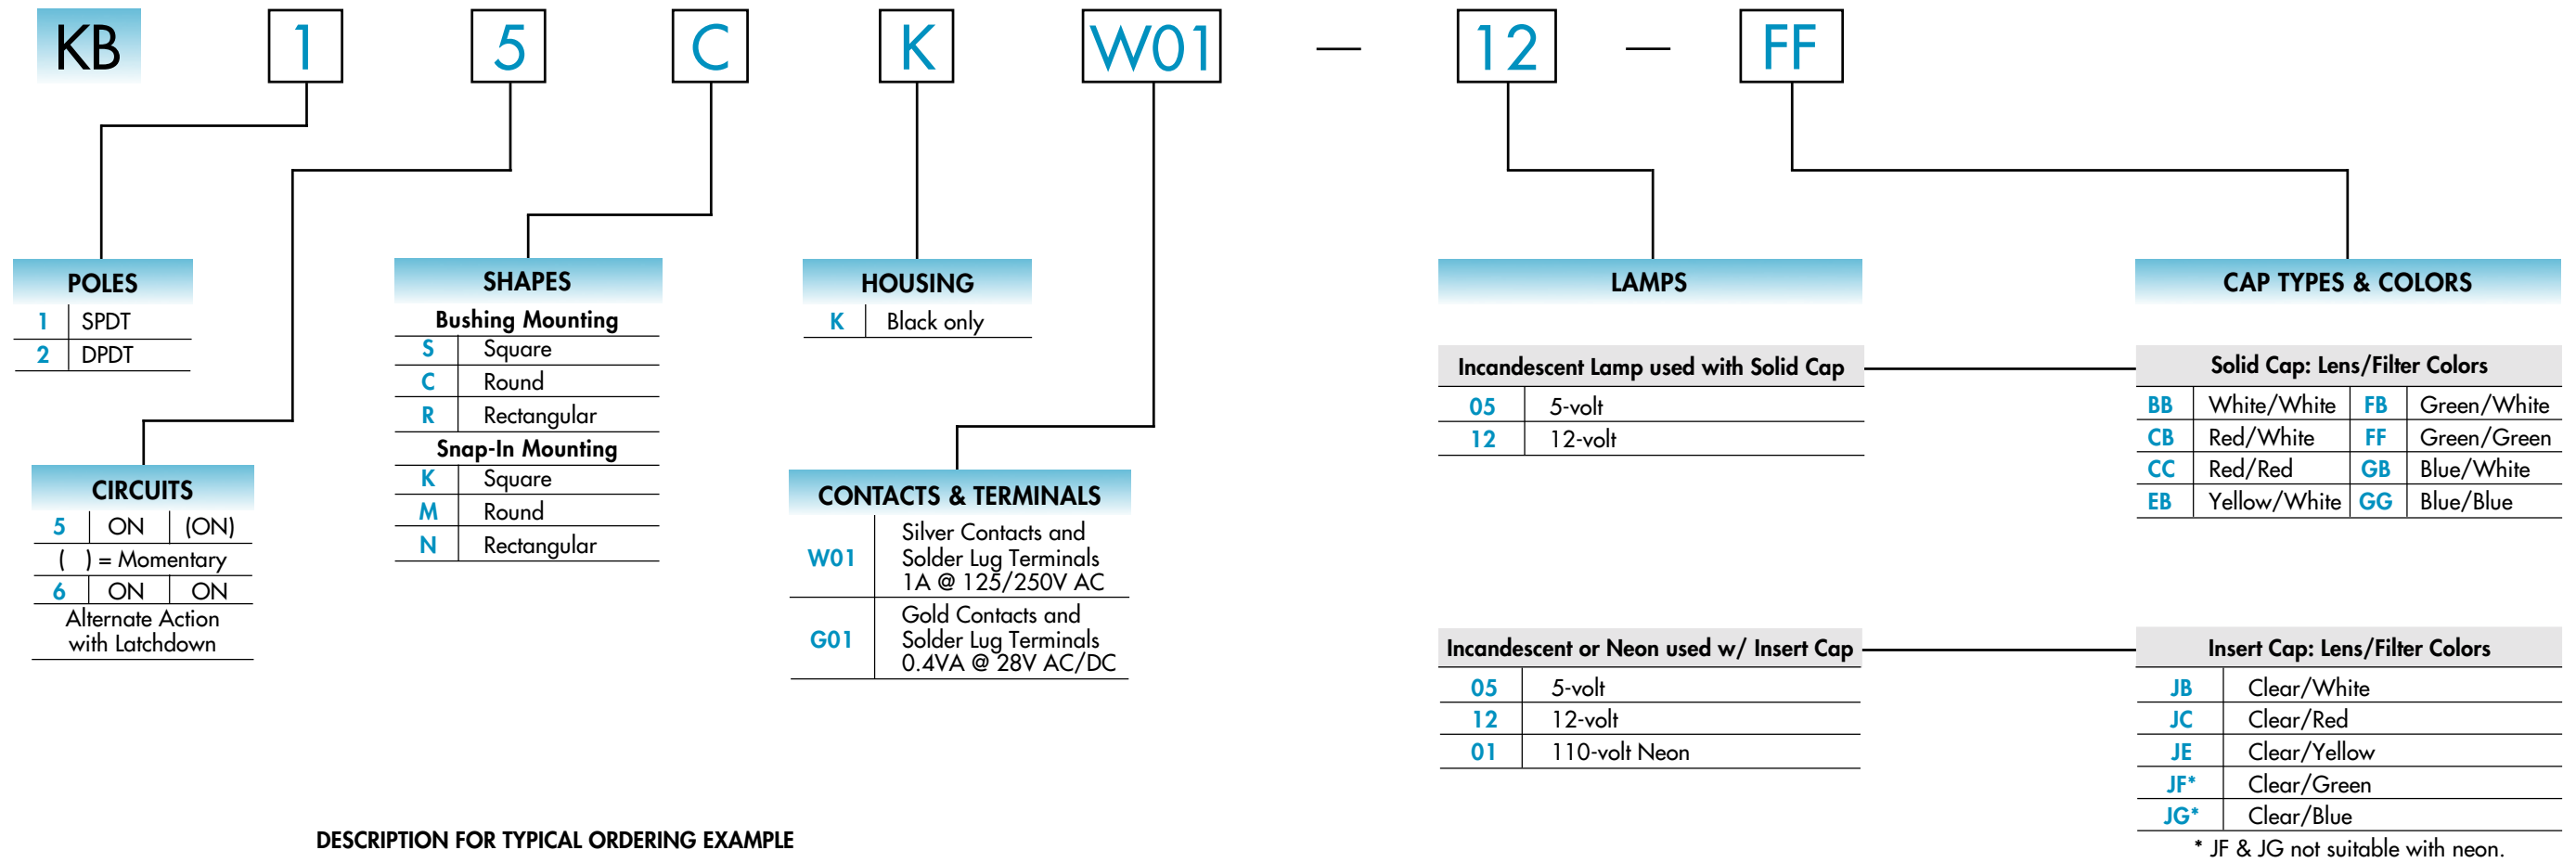 KB 1 5 C K W01 — 12 — FF
POLES
1 SPDT
2 DPDT
CIRCUITS
5 ON (ON)
( ) = Momentary
6 ON ON
Alternate Action
with Latchdown
SHAPES
Bushing Mounting
S Square
C Round
R Rectangular
Snap-In Mounting
K Square
M Round
N Rectangular
HOUSING
K Black only
CONTACTS & TERMINALS
W01 Silver Contacts and
Solder Lug Terminals
1A @ 125/250V AC
G01 Gold Contacts and
Solder Lug Terminals
0.4VA @ 28V AC/DC
LAMPS
Incandescent Lamp used with Solid Cap
05 5-volt
12 12-volt
Incandescent or Neon used w/ Insert Cap
05 5-volt
12 12-volt
01 110-volt Neon
CAP TYPES & COLORS
Solid Cap: Lens/Filter Colors
BB White/White FB Green/White
CB Red/White FF Green/Green
CC Red/Red GB Blue/White
EB Yellow/White GG Blue/Blue
Insert Cap: Lens/Filter Colors
JB Clear/White
JC Clear/Red
JE Clear/Yellow
JF* Clear/Green
JG* Clear/Blue
* JF & JG not suitable with neon.
DESCRIPTION FOR TYPICAL ORDERING EXAMPLE